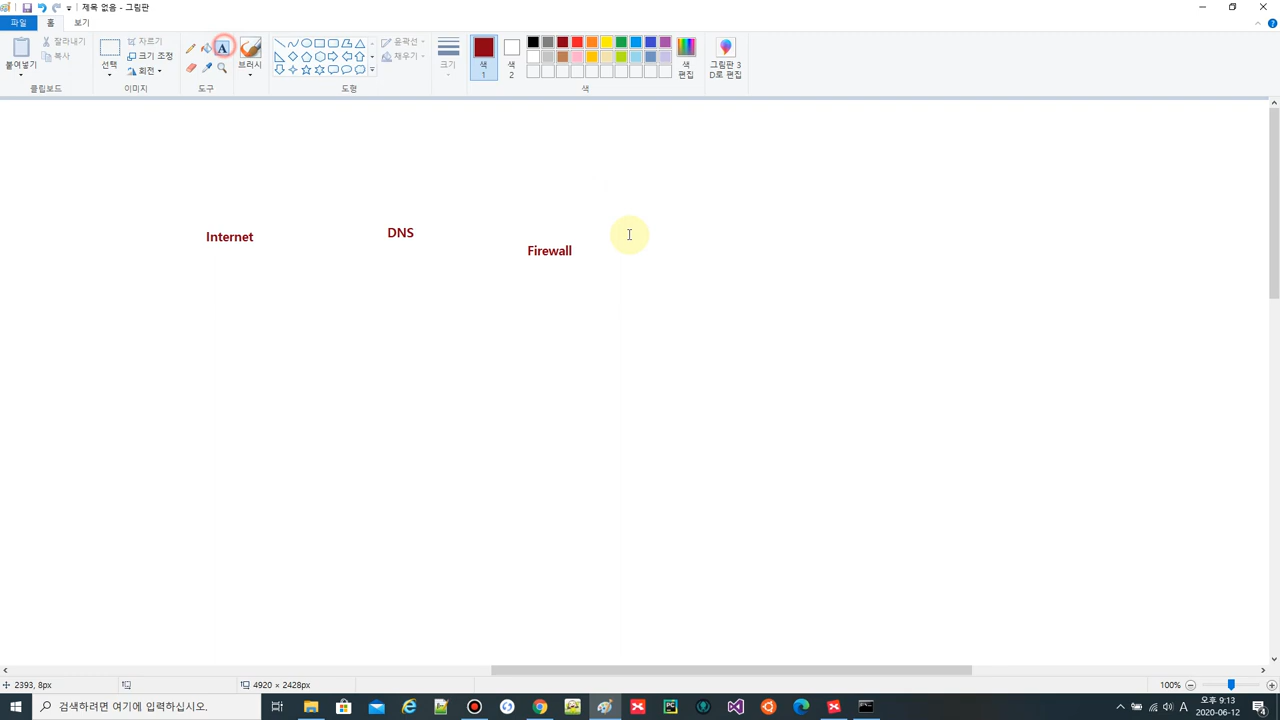 제목 없음 - 그림판
파일
홈
보기
붙여넣기
잘라내기
복사
클립보드
선택
자르기
크기 조정
회전
이미지
A
도구
브러시
윤곽선
채우기
도형
크기
색
1
색
2
색
편집
색
그림판 3
D로 편집
Internet
DNS
Firewall
2393, 8px
4920 × 2428px
100%
검색하려면 여기에 입력하십시오.
A
오후 9:13
2020-06-12
4